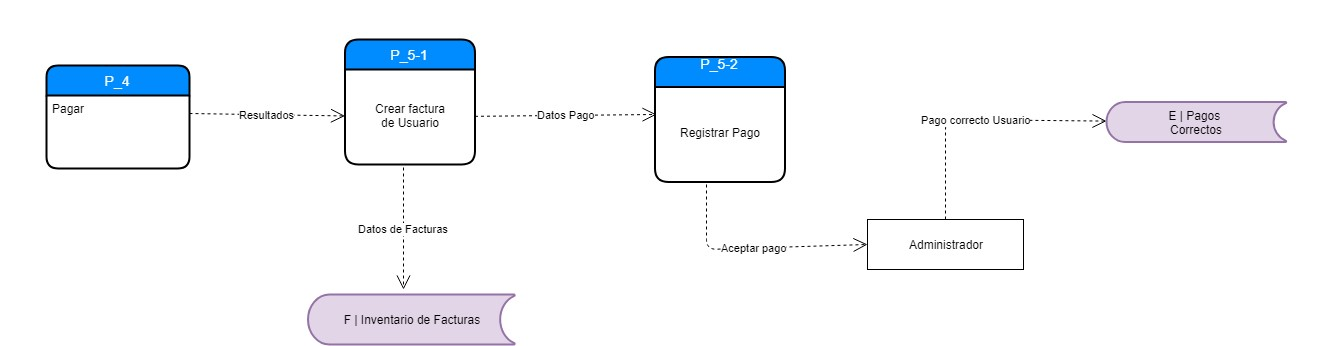 P_4
Pagar
Resultados
P_5-1
Crear factura
de Usuario
Datos Pago
P_5-2
Registrar Pago
Pago correcto Usuario
E | Pagos
Correctos
Datos de Facturas
Aceptar pago
Administrador
F | Inventario de Facturas